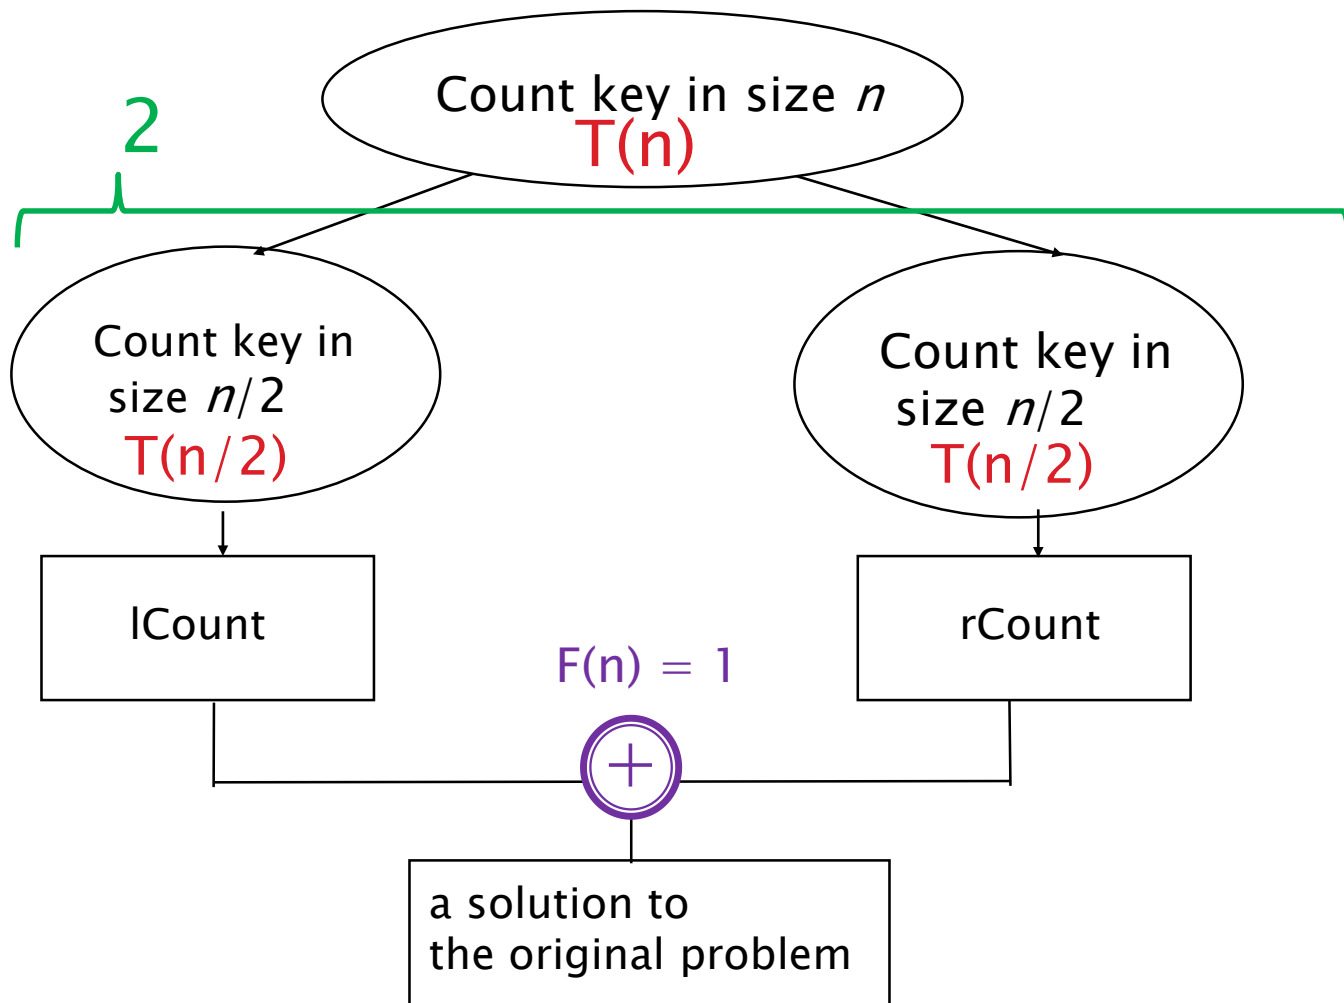 Count key in size n
2
T(n)
Count key in
size n/2
T(n/2)
Count key in
size n/2
T(n/2)
lCount
rCount
F(n) = 1
+
a solution to
the original problem